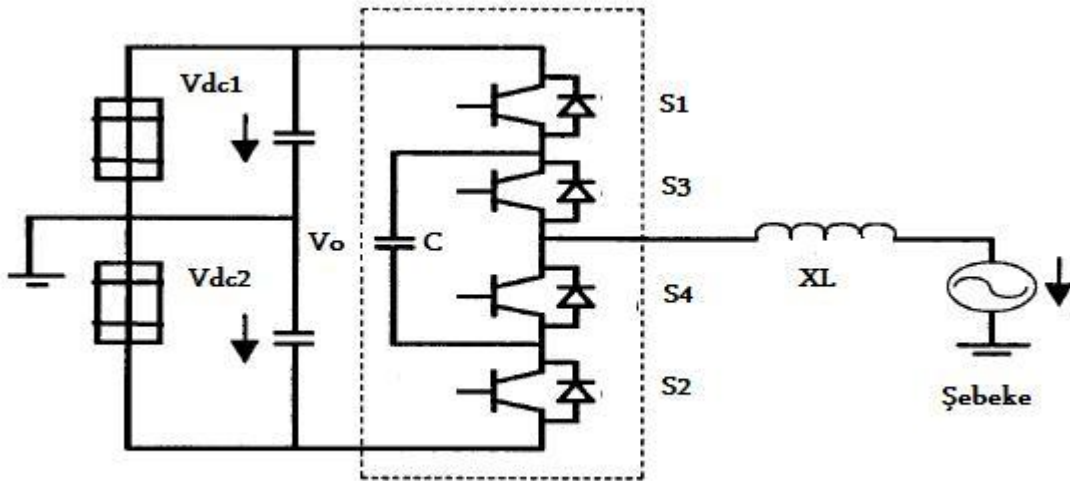 Vdc1
S1
S3
Vo
C
Vdc2
S4
XL
S2
Şebeke